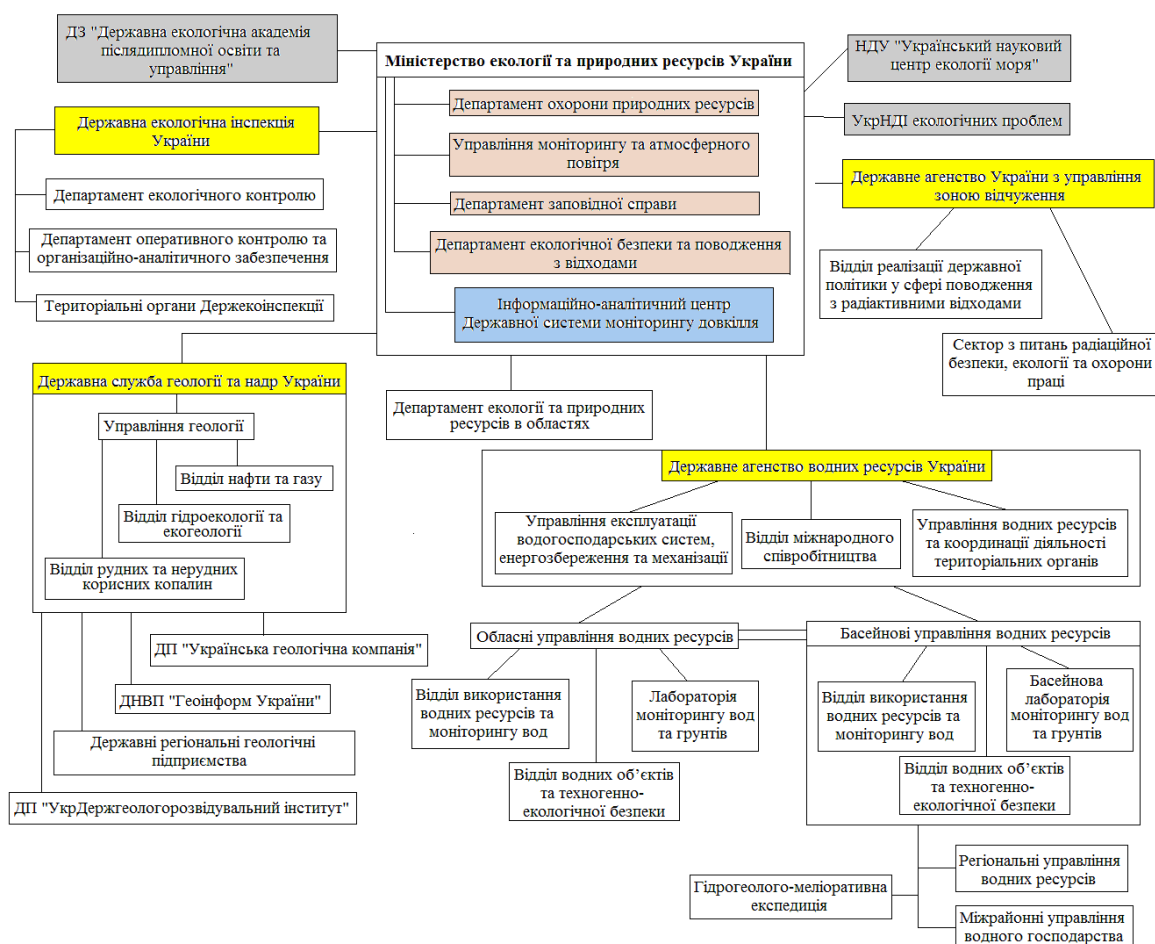 ДЗ "Державна екологічна академія
післядипломної освіти та
управління"
Міністерство екології та природних ресурсів України
НДУ "Український науковий
центр екології моря"
УкрНДІ екологічних проблем
Державна екологічна інспекція
України
Департамент екологічного контролю
Департамент оперативного контролю та
організаційно-аналітичного забезпечення
Територіальні органи Держекоінспекції
Департамент охорони природних ресурсів
Управління моніторингу та атмосферного
повітря
Департамент заповідної справи
Департамент екологічної безпеки та поводження
з відходами
Інформаційно-аналітичний центр
Державної системи моніторингу довкілля
Державне агенство України з управління
зоною відчуження
Відділ реалізації державної
політики у сфері поводження
з радіактивними відходами
Сектор з питань радіаційної
безпеки, екології та охорони
праці
Державна служба геології та надр України
Управління геології
Відділ нафти та газу
Відділ гідроекології та
екогеології
Відділ рудних та нерудних
корисних копалин
ДП "Українська геологічна компанія"
ДНВП "Геоінформ України"
Державні регіональні геологічні
підприємства
ДП "УкрДержгеологорозвідувальний інститут"
Департамент екології та природних
ресурсів в областях
Державне агенство водних ресурсів України
Управління експлуатації
водогосподарських систем,
енергозбереження та механізації
Відділ міжнародного
співробітництва
Управління водних ресурсів
та координації діяльності
територіальних органів
Обласні управління водних ресурсів
Відділ використання
водних ресурсів та
моніторингу вод
Лабораторія
моніторингу вод
та грунтів
Відділ водних об’єктів
та техногенно-
екологічної безпеки
Басейнові управління водних ресурсів
Відділ використання
водних ресурсів та
моніторингу вод
Басейнова
лабораторія
моніторингу вод
та грунтів
Відділ водних об’єктів
та техногенно-
екологічної безпеки
Гідрогеолого-меліоративна
експедиція
Регіональні управління
водних ресурсів
Міжрайонні управління
водного господарства